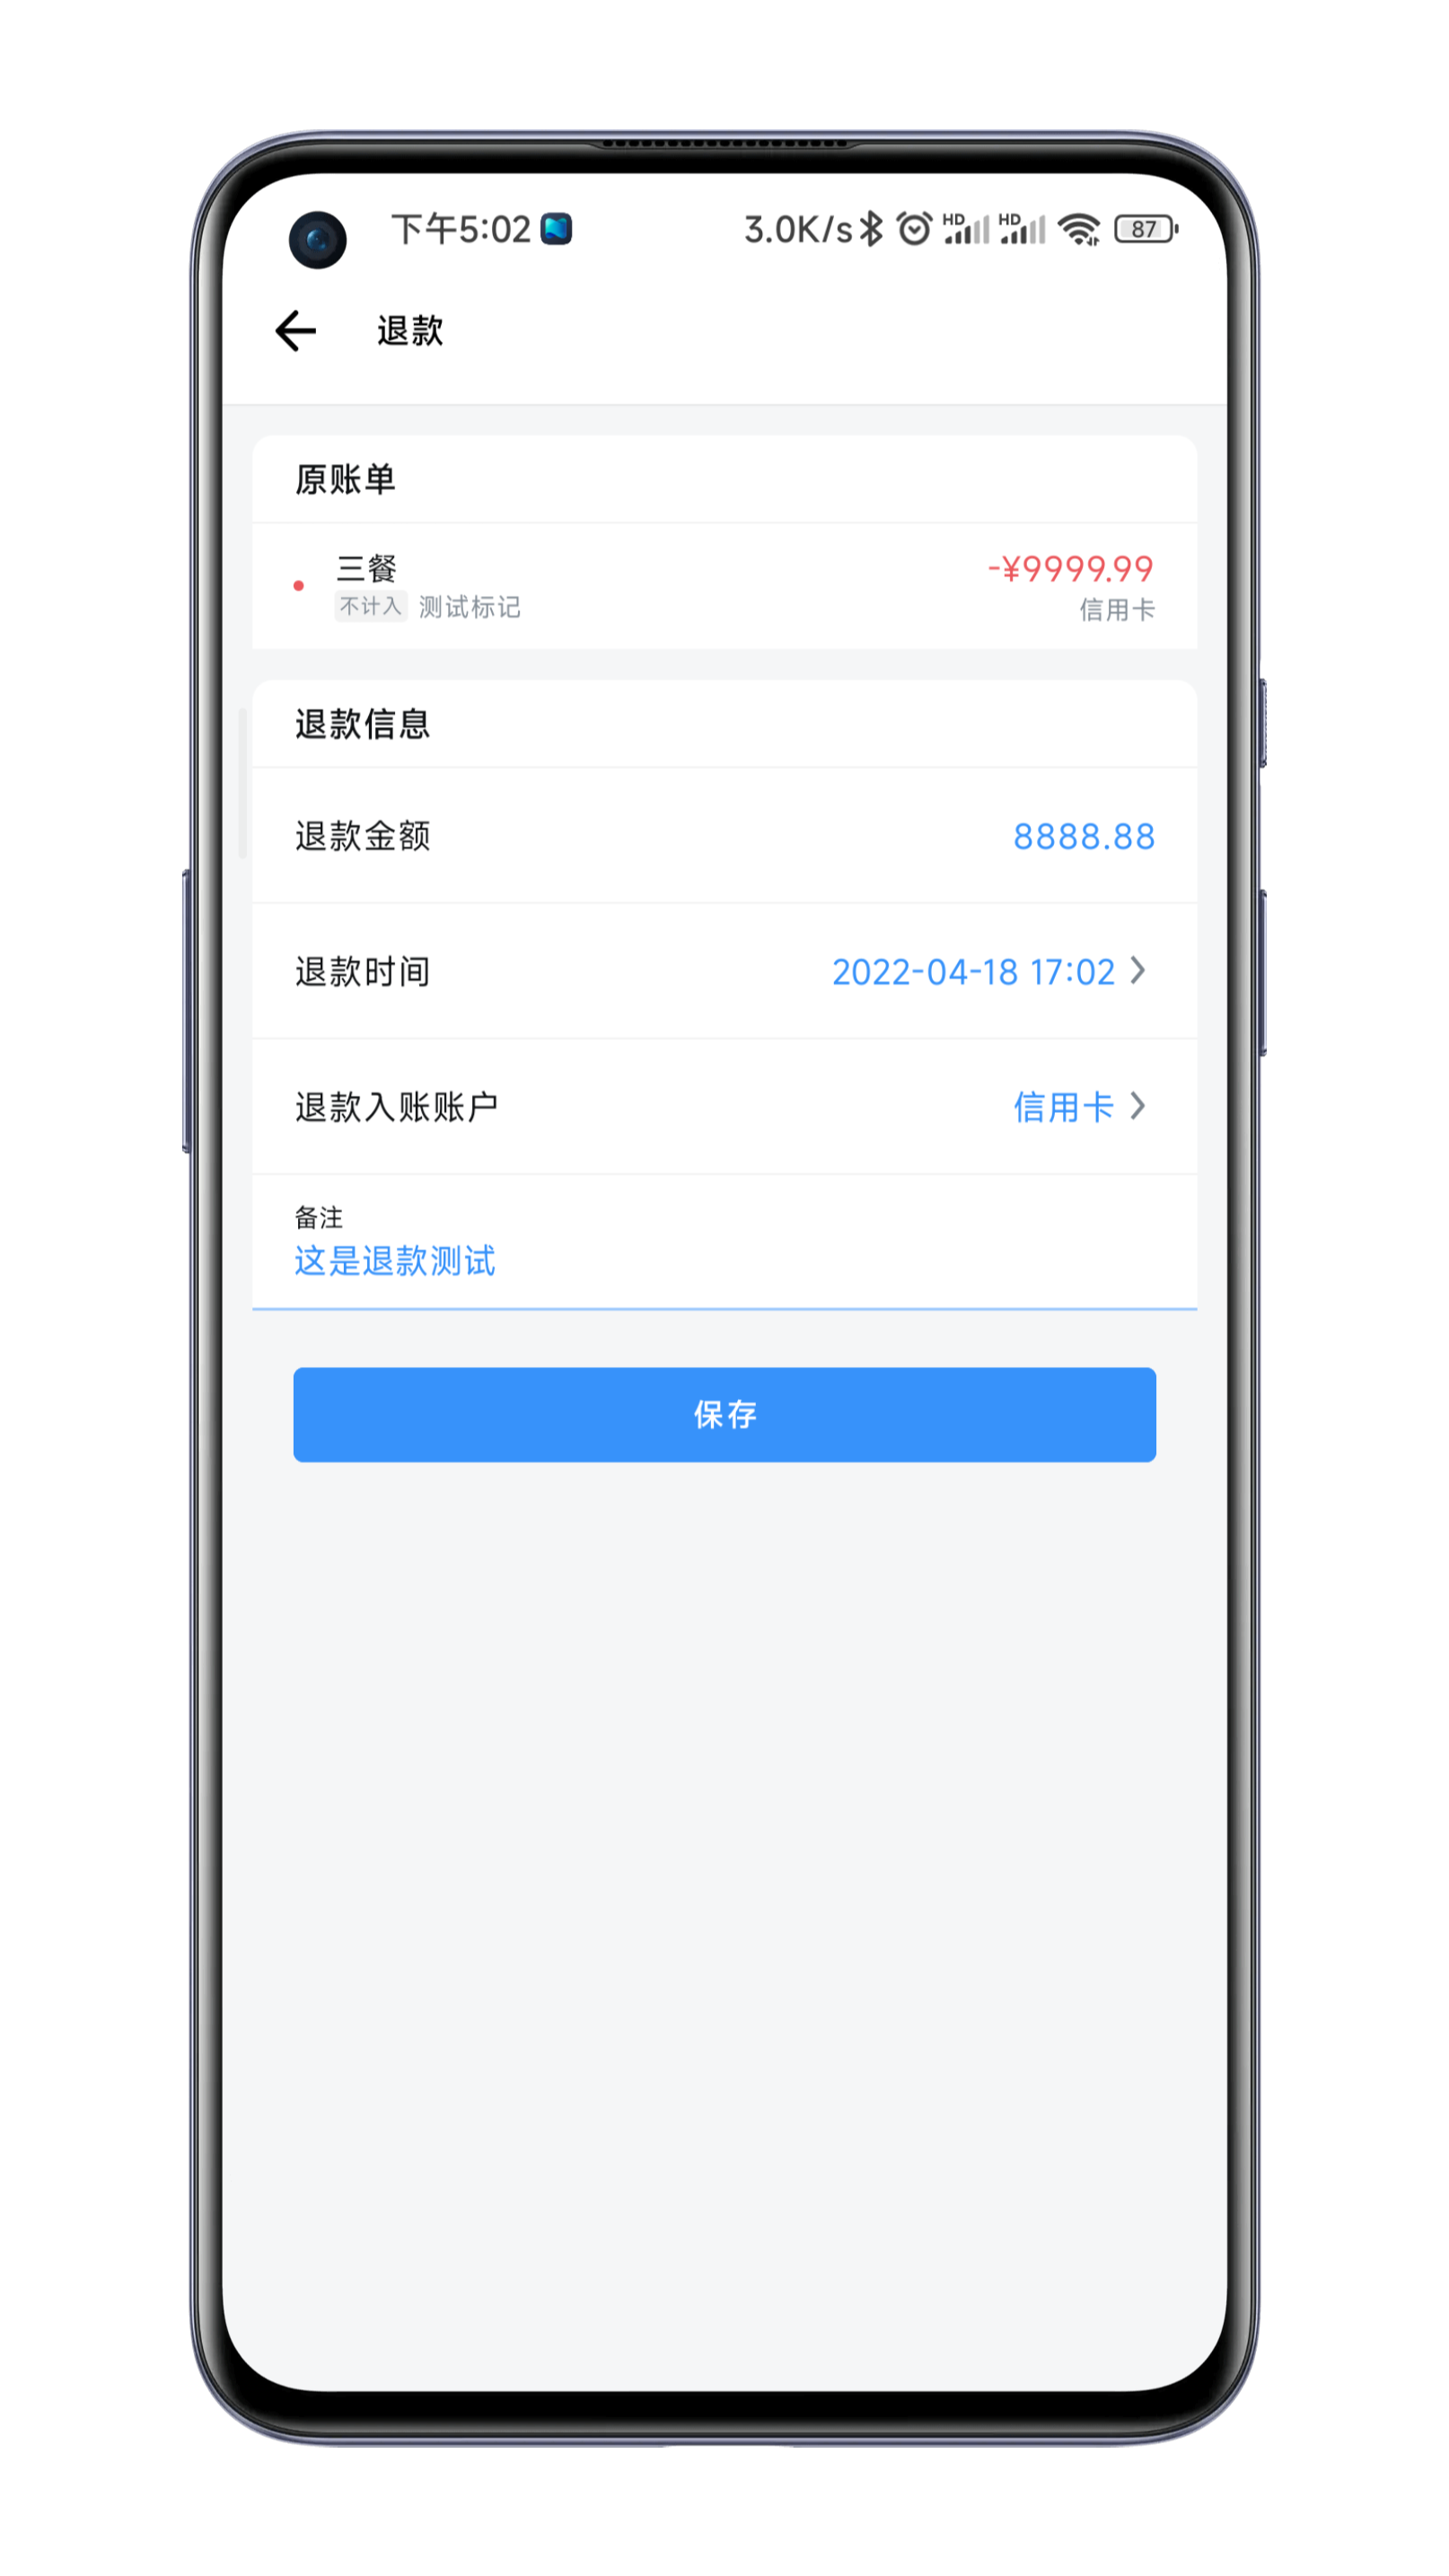 下午5:02 3.0K/s HD HD 87
退款
原账单
三餐 -¥9999.99
不计入 测试标记 信用卡
退款信息
退款金额 8888.88
退款时间 2022-04-18 17:02
退款入账账户 信用卡
备注
这是退款测试
保存